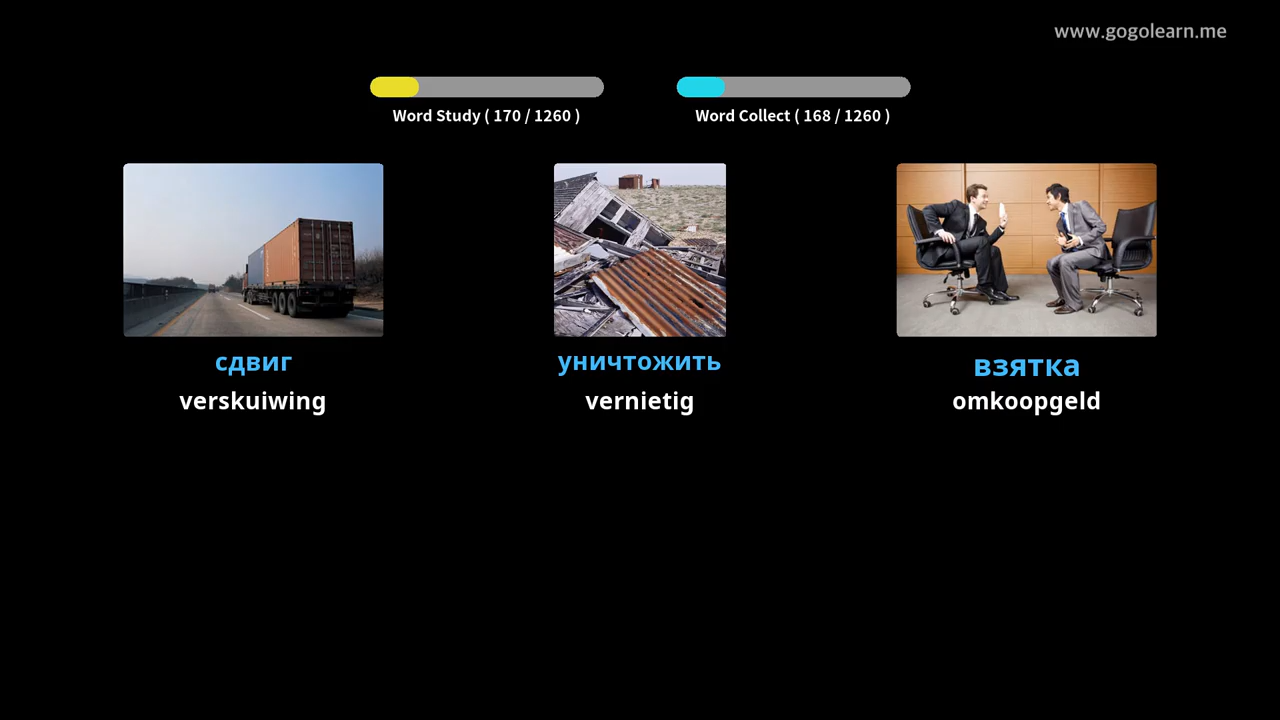 www.gogolearn.me
Word Study ( 170 / 1260 )
Word Collect ( 168 / 1260 )
сдвиг
уничтожить
взятка
verskuiwing
vernietig
omkoopgeld